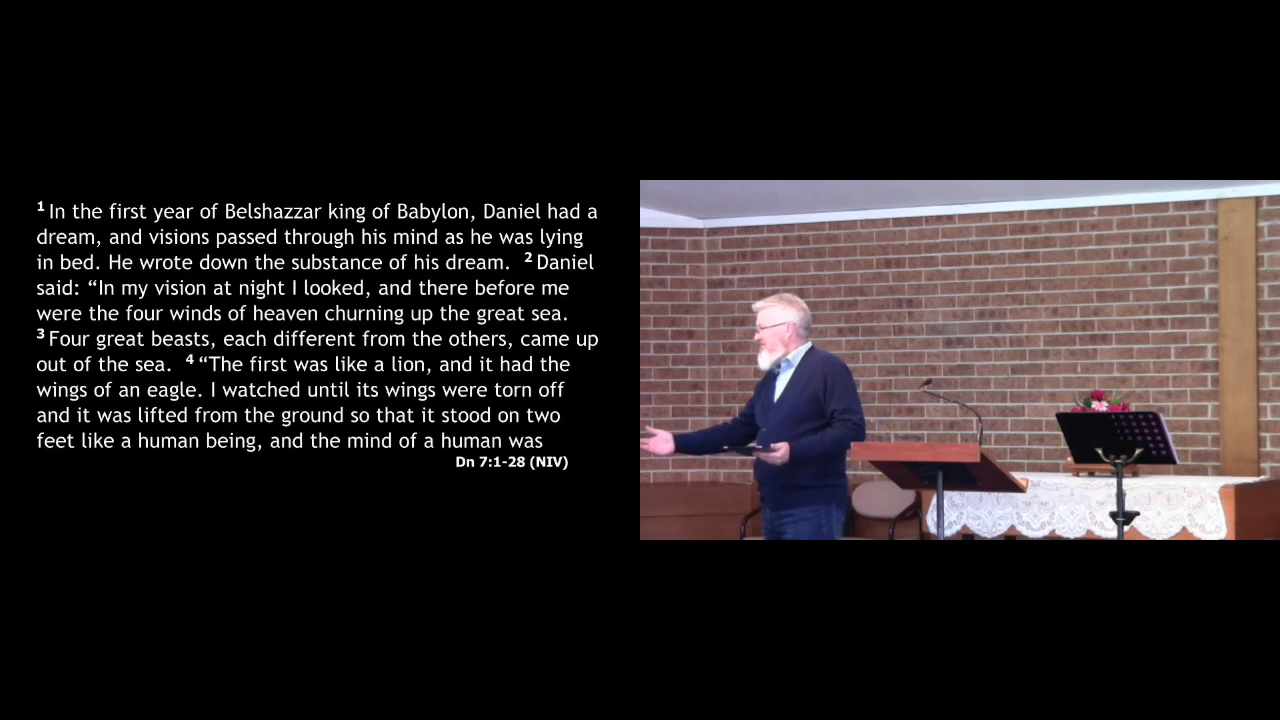 1 In the first year of Belshazzar king of Babylon, Daniel had a
dream, and visions passed through his mind as he was lying
in bed. He wrote down the substance of his dream. 2 Daniel
said: “In my vision at night I looked, and there before me
were the four winds of heaven churning up the great sea.
3 Four great beasts, each different from the others, came up
out of the sea. 4 “The first was like a lion, and it had the
wings of an eagle. I watched until its wings were torn off
and it was lifted from the ground so that it stood on two
feet like a human being, and the mind of a human was
Dn 7:1-28 (NIV)